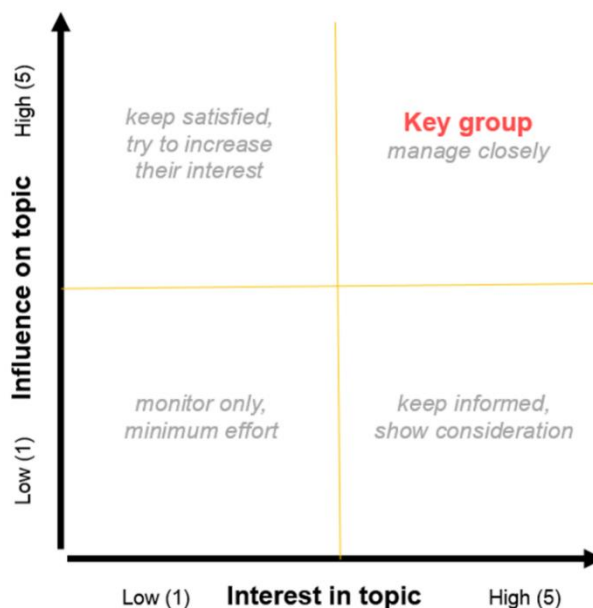 High (5)
Influence on topic
Low (1)
keep satisfied,
try to increase
their interest
Key group
manage closely
monitor only,
minimum effort
keep informed,
show consideration
Low (1)
Interest in topic
High (5)